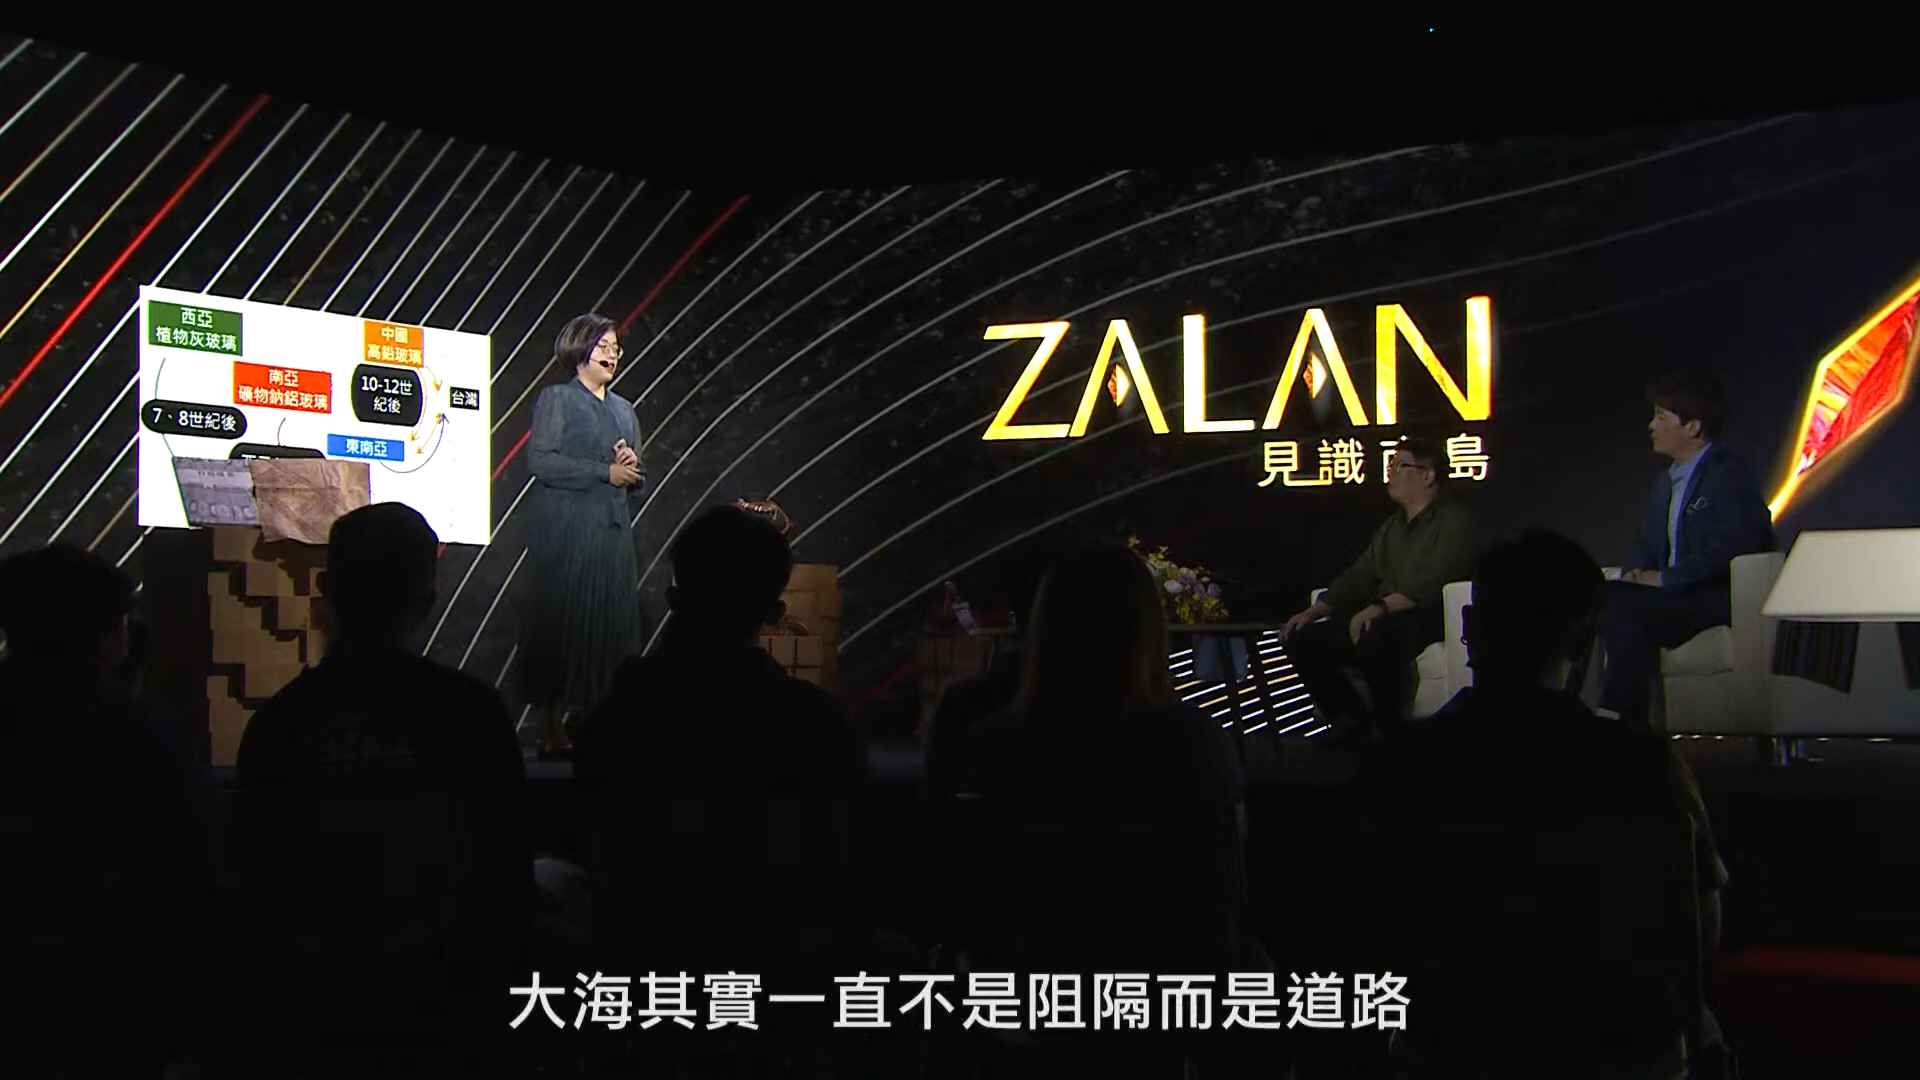 西亞
植物灰玻璃
中國
高鉛玻璃
南亞
礦物鈉鋁玻璃
10-12世
紀後
台灣
7、8世紀後
東南亞
ZALAN
見識南島
大海其實一直不是阻隔而是道路